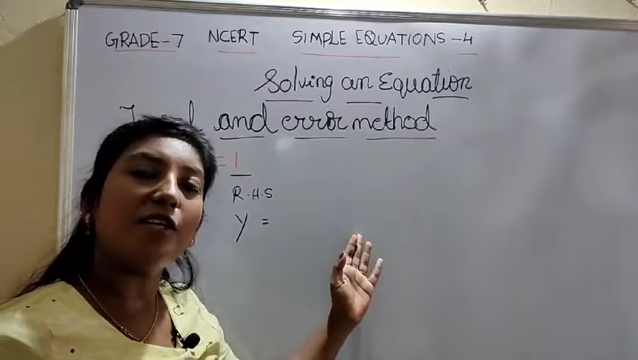 GRADE-7 NCERT SIMPLE EQUATIONS -4
Solving an Equation
and error method
= 1
R.H.S
y =